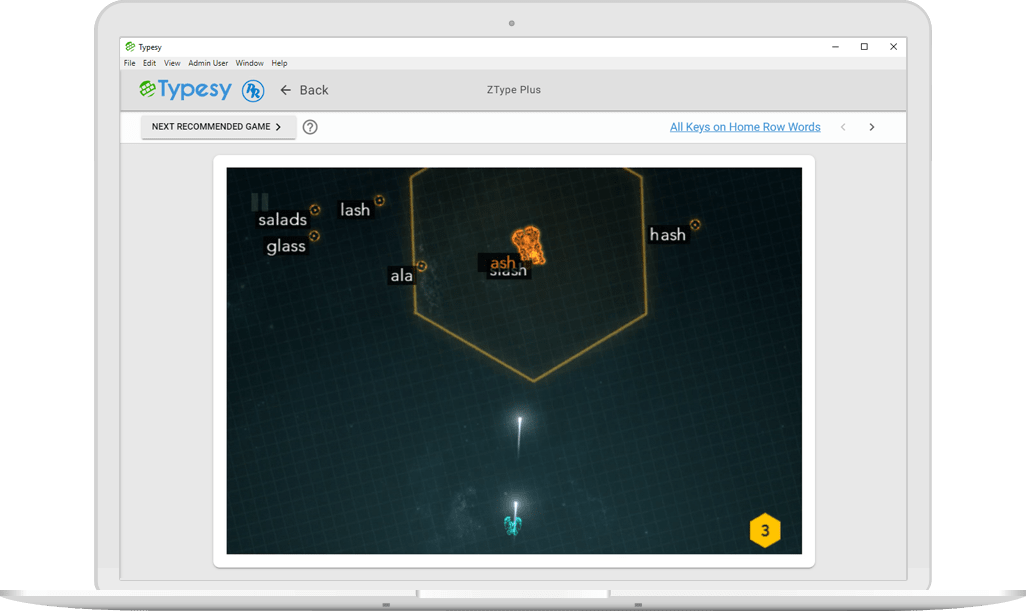 Typesy
File Edit View Admin User Window Help
Typesy PR ← Back
ZType Plus
NEXT RECOMMENDED GAME > ?
All Keys on Home Row Words < >
salads
lash
hash
glass
ash
slash
ala
3